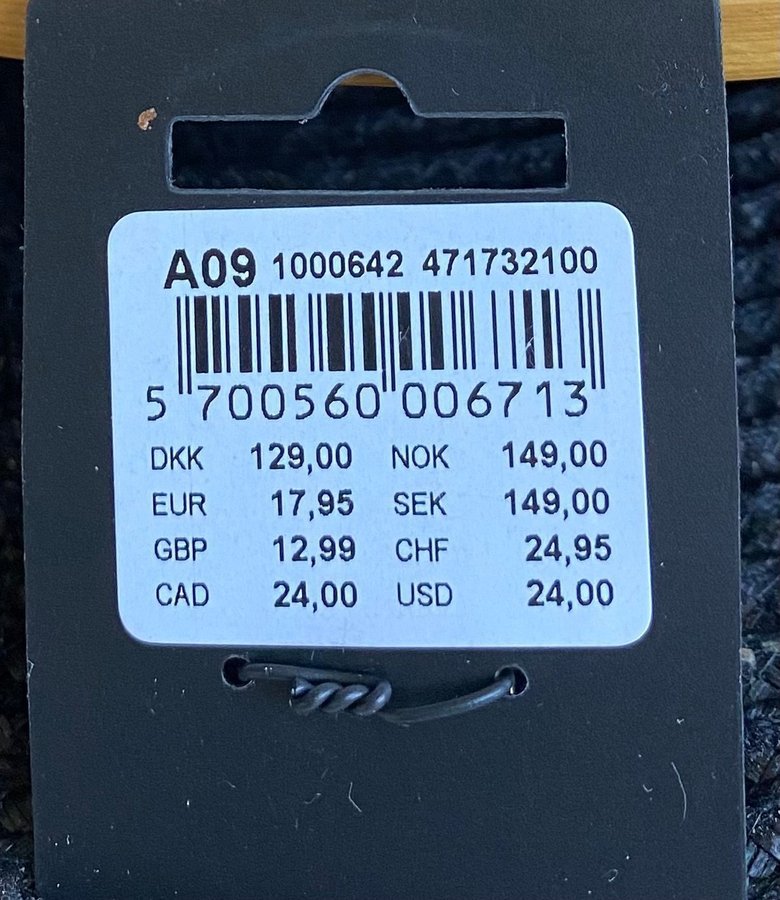 A09 1000642 471732100
5 700560 006713
DKK 129,00 NOK 149,00
EUR 17,95 SEK 149,00
GBP 12,99 CHF 24,95
CAD 24,00 USD 24,00